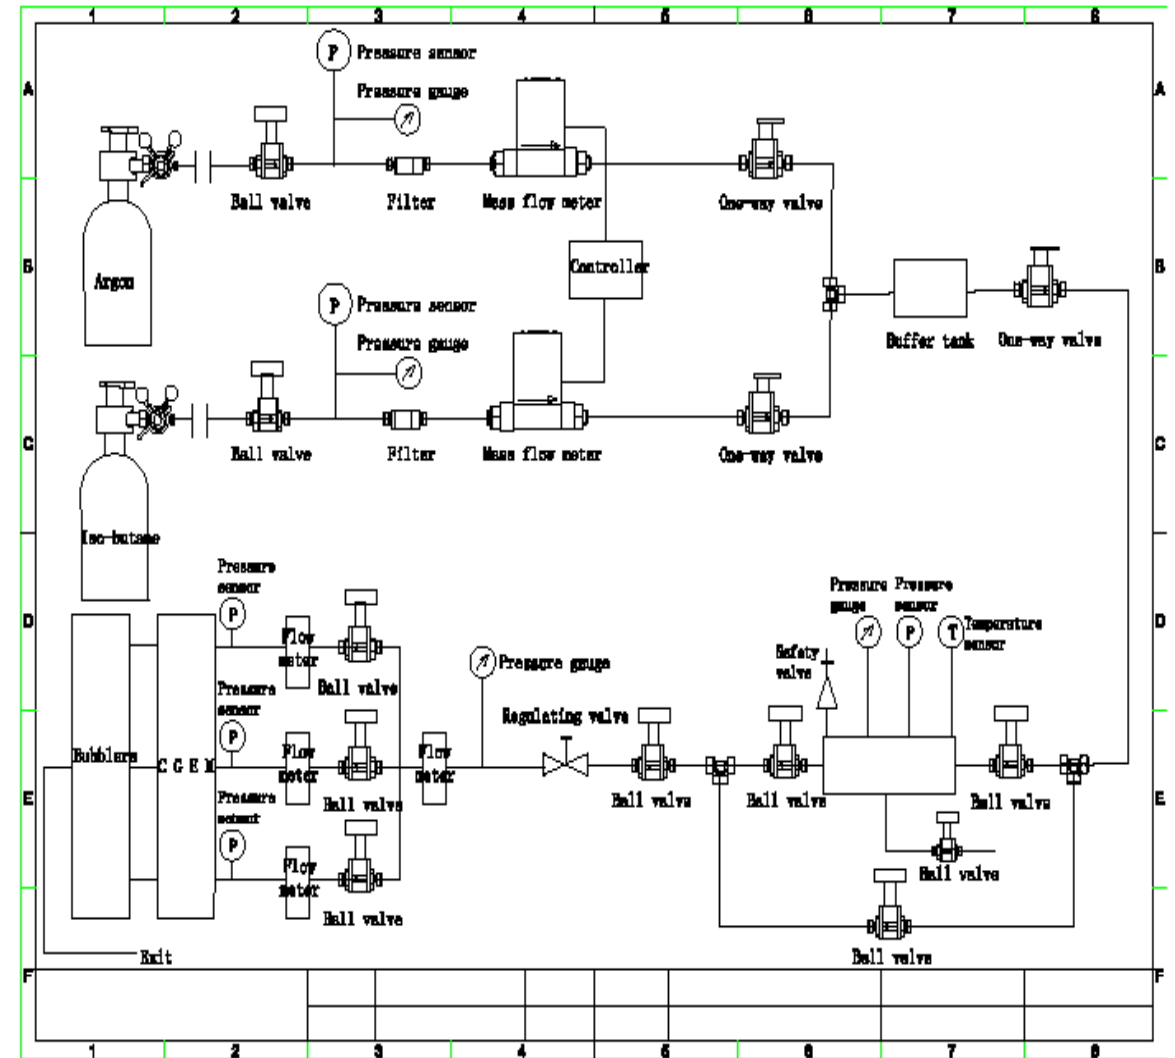 1 2 3 4 5 6 7 8
A A
P Pressure sensor
Pressure gauge
Ball valve Filter Mass flow meter One-way valve
B B
Argon
Controller
P Pressure sensor
Pressure gauge
Buffer tank One-way valve
C C
Ball valve Filter Mass flow meter One-way valve
Iso-butane
Pressure
sensor
P
D D
Flow
meter
Ball valve
Pressure gauge
Pressure
gauge
Pressure
sensor
P
T Temperature
sensor
Safety
valve
Pressure
sensor
P
Regulating valve
Bubblers
C G E M
Flow
meter
Ball valve
Flow
meter
Ball valve
Ball valve
Ball valve
E E
Pressure
P
Flow
meter
Ball valve
Ball valve
Ball valve
Exit
F F
1 2 3 4 5 6 7 8